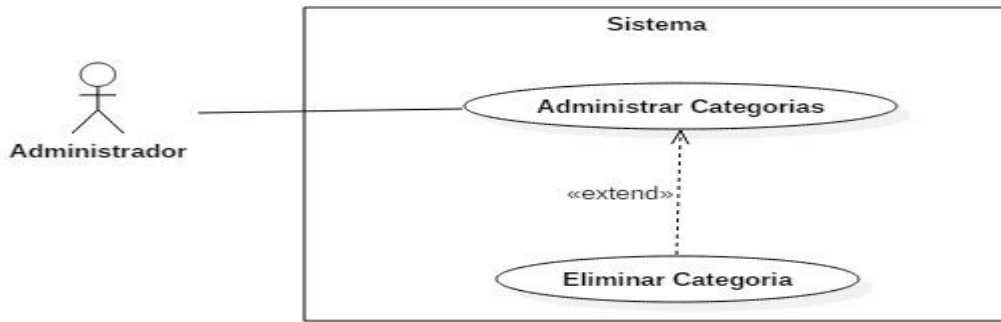 Sistema
Administrar Categorias
Administrador
«extend»
Eliminar Categoria